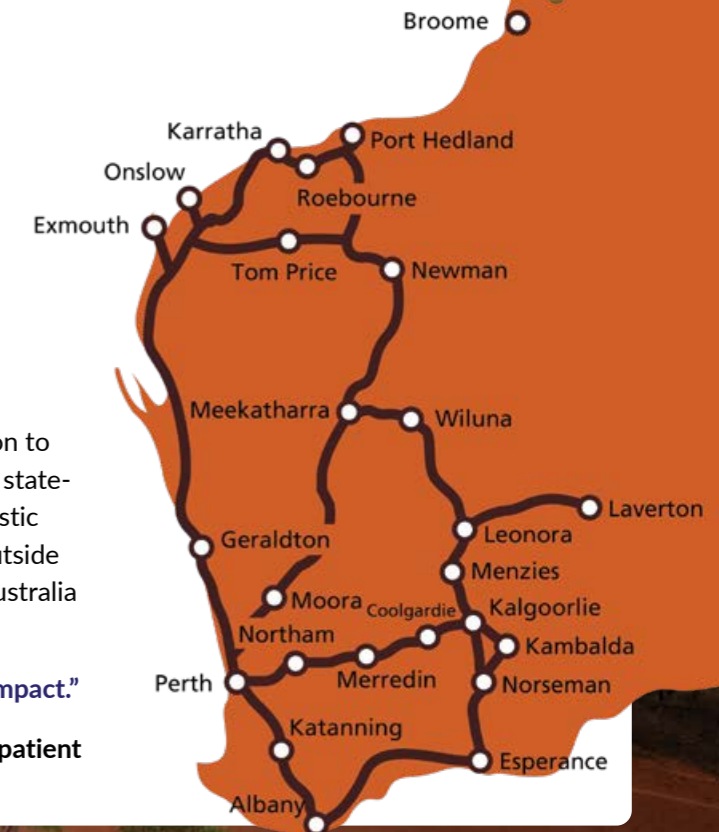 Broome
Karratha
Port Hedland
Onslow
Roebourne
Exmouth
Tom Price
Newman
Meekatharra
Wiluna
on to
state-
stic
utside
ustralia
Laverton
Geraldton
Leonora
Menzies
Moora
Coolgardie
Kalgoorlie
Northam
Kambalda
Perth
Merredin
Norseman
mpact.”
Katanning
patient
Esperance
Albany